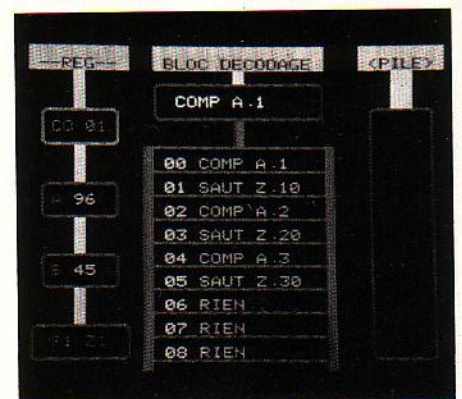 --REG--
BLOC DECODAGE
<PILE>
COMP A.1
CO 01
A 96
45
00 COMP A.1
01 SAUT Z.10
02 COMP A.2
03 SAUT Z.20
04 COMP A.3
05 SAUT Z.30
06 RIEN
07 RIEN
08 RIEN